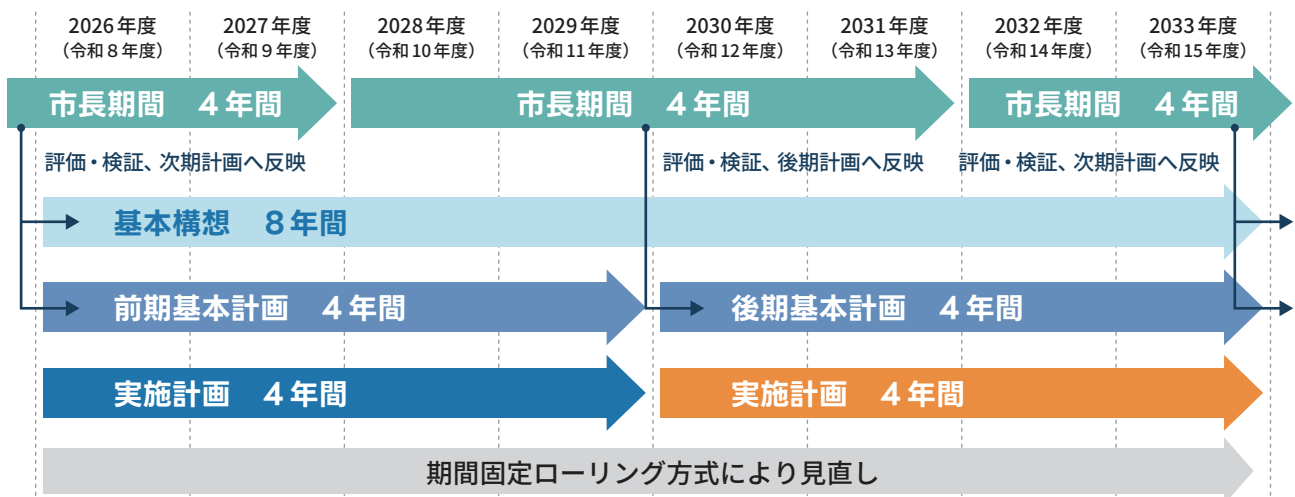 2026年度 2027年度 2028年度 2029年度 2030年度 2031年度 2032年度 2033年度
（令和8年度） （令和9年度） （令和10年度） （令和11年度） （令和12年度） （令和13年度） （令和14年度） （令和15年度）
市長期間　4年間 市長期間　4年間 市長期間　4年間
評価・検証、次期計画へ反映 評価・検証、後期計画へ反映 評価・検証、次期計画へ反映
基本構想　8年間
前期基本計画　4年間 後期基本計画　4年間
実施計画　4年間 実施計画　4年間
期間固定ローリング方式により見直し